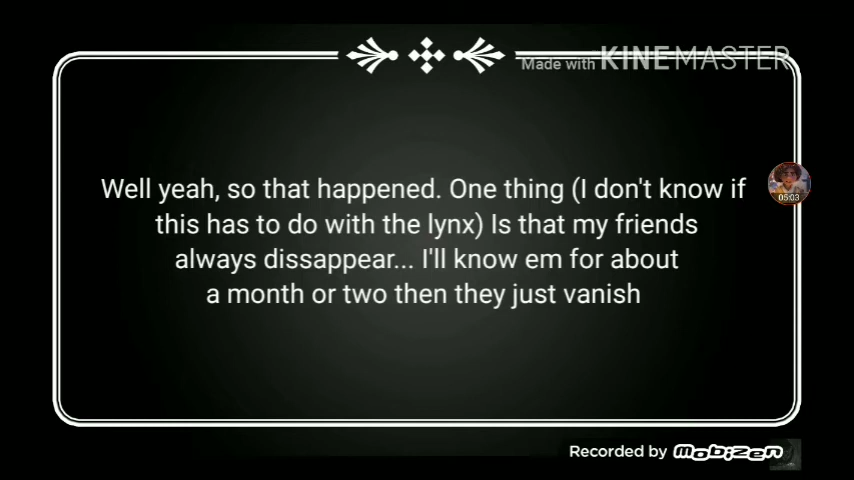 Made with KINEMASTER
Well yeah, so that happened. One thing (I don't know if
this has to do with the lynx) Is that my friends
always dissappear... I'll know em for about
a month or two then they just vanish
05:03
Recorded by mobizen